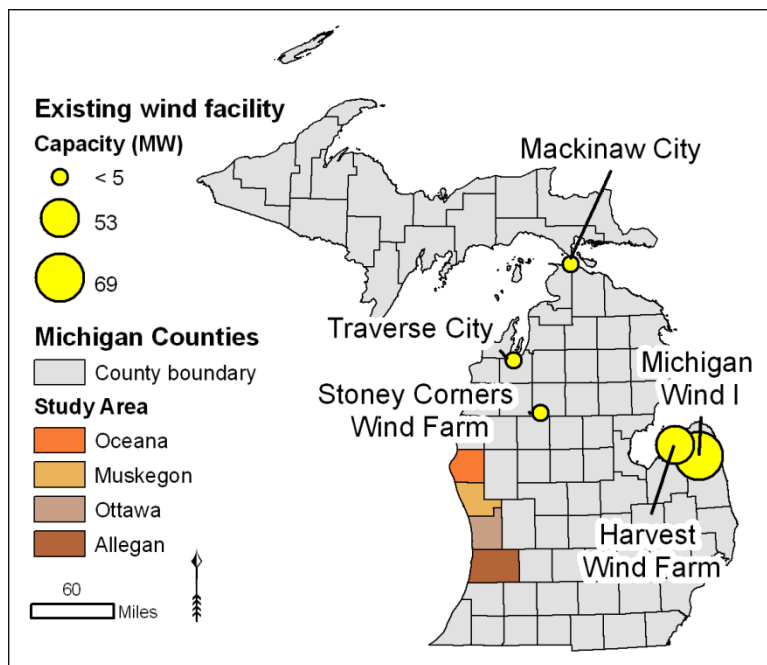 Existing wind facility
Capacity (MW)
< 5
53
69
Michigan Counties
County boundary
Study Area
Oceana
Muskegon
Ottawa
Allegan
60
Miles
Mackinaw City
Traverse City
Stoney Corners
Wind Farm
Michigan
Wind I
Harvest
Wind Farm